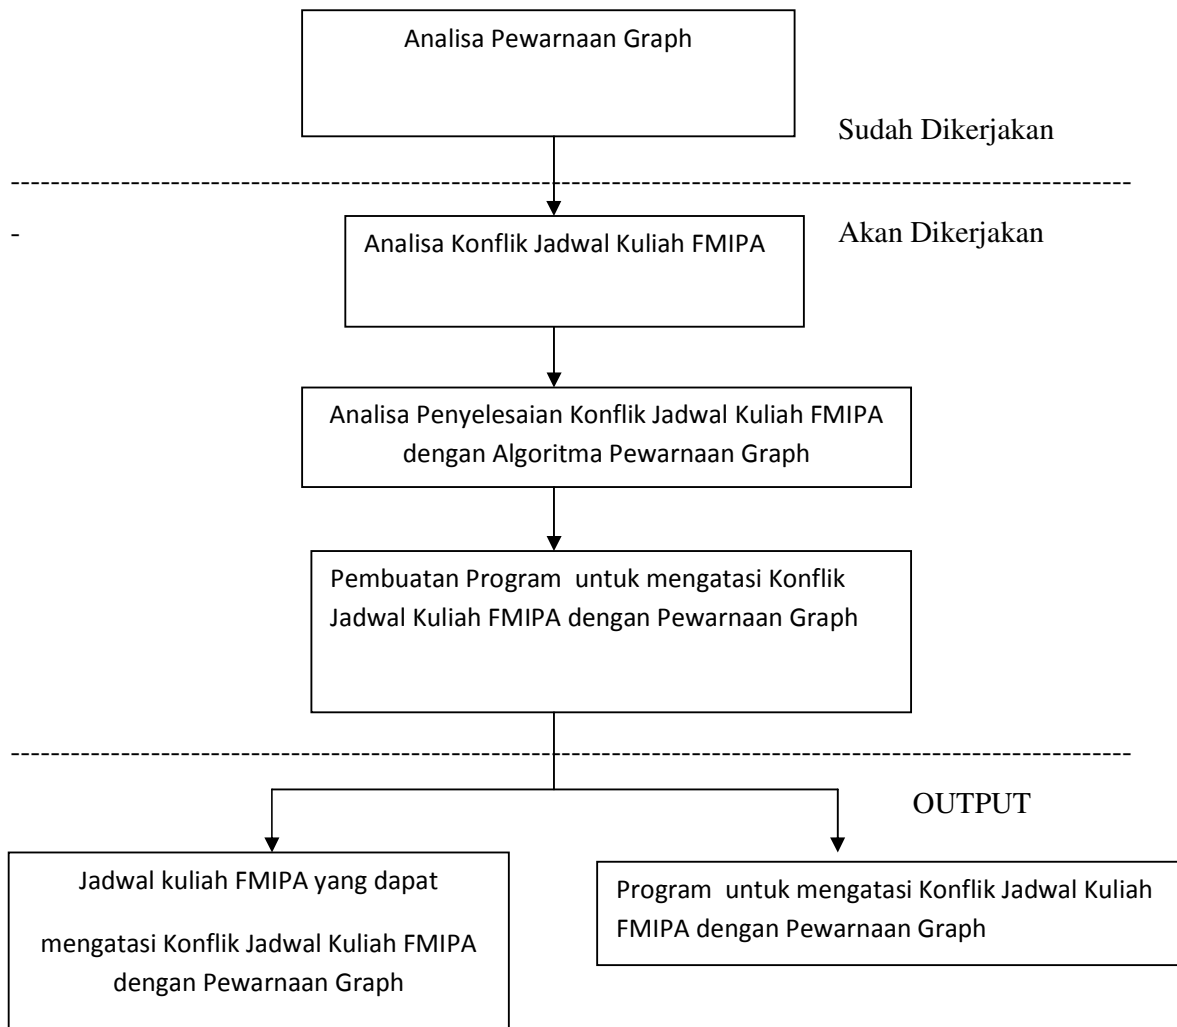 Analisa Pewarnaan Graph
Sudah Dikerjakan
-
Akan Dikerjakan
Analisa Konflik Jadwal Kuliah FMIPA
Analisa Penyelesaian Konflik Jadwal Kuliah FMIPA
dengan Algoritma Pewarnaan Graph
Pembuatan Program  untuk mengatasi Konflik
Jadwal Kuliah FMIPA dengan Pewarnaan Graph
OUTPUT
Jadwal kuliah FMIPA yang dapat
mengatasi Konflik Jadwal Kuliah FMIPA
dengan Pewarnaan Graph
Program  untuk mengatasi Konflik Jadwal Kuliah
FMIPA dengan Pewarnaan Graph